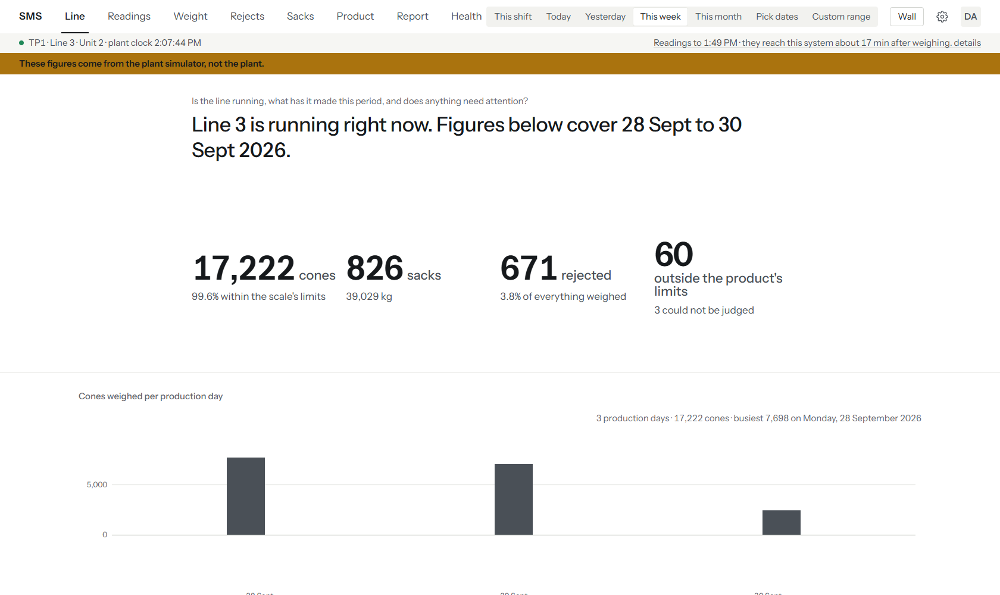 SMS Line Readings Weight Rejects Sacks Product Report Health This shift Today Yesterday This week This month Pick dates Custom range Wall DA
TP1 · Line 3 · Unit 2 · plant clock 2:07:44 PM
Readings to 1:49 PM · they reach this system about 17 min after weighing. details
These figures come from the plant simulator, not the plant.
Is the line running, what has it made this period, and does anything need attention?
Line 3 is running right now. Figures below cover 28 Sept to 30
Sept 2026.
17,222 cones
99.6% within the scale's limits
826 sacks
39,029 kg
671 rejected
3.8% of everything weighed
60
outside the product's
limits
3 could not be judged
Cones weighed per production day
3 production days · 17,222 cones · busiest 7,698 on Monday, 28 September 2026
5,000
0